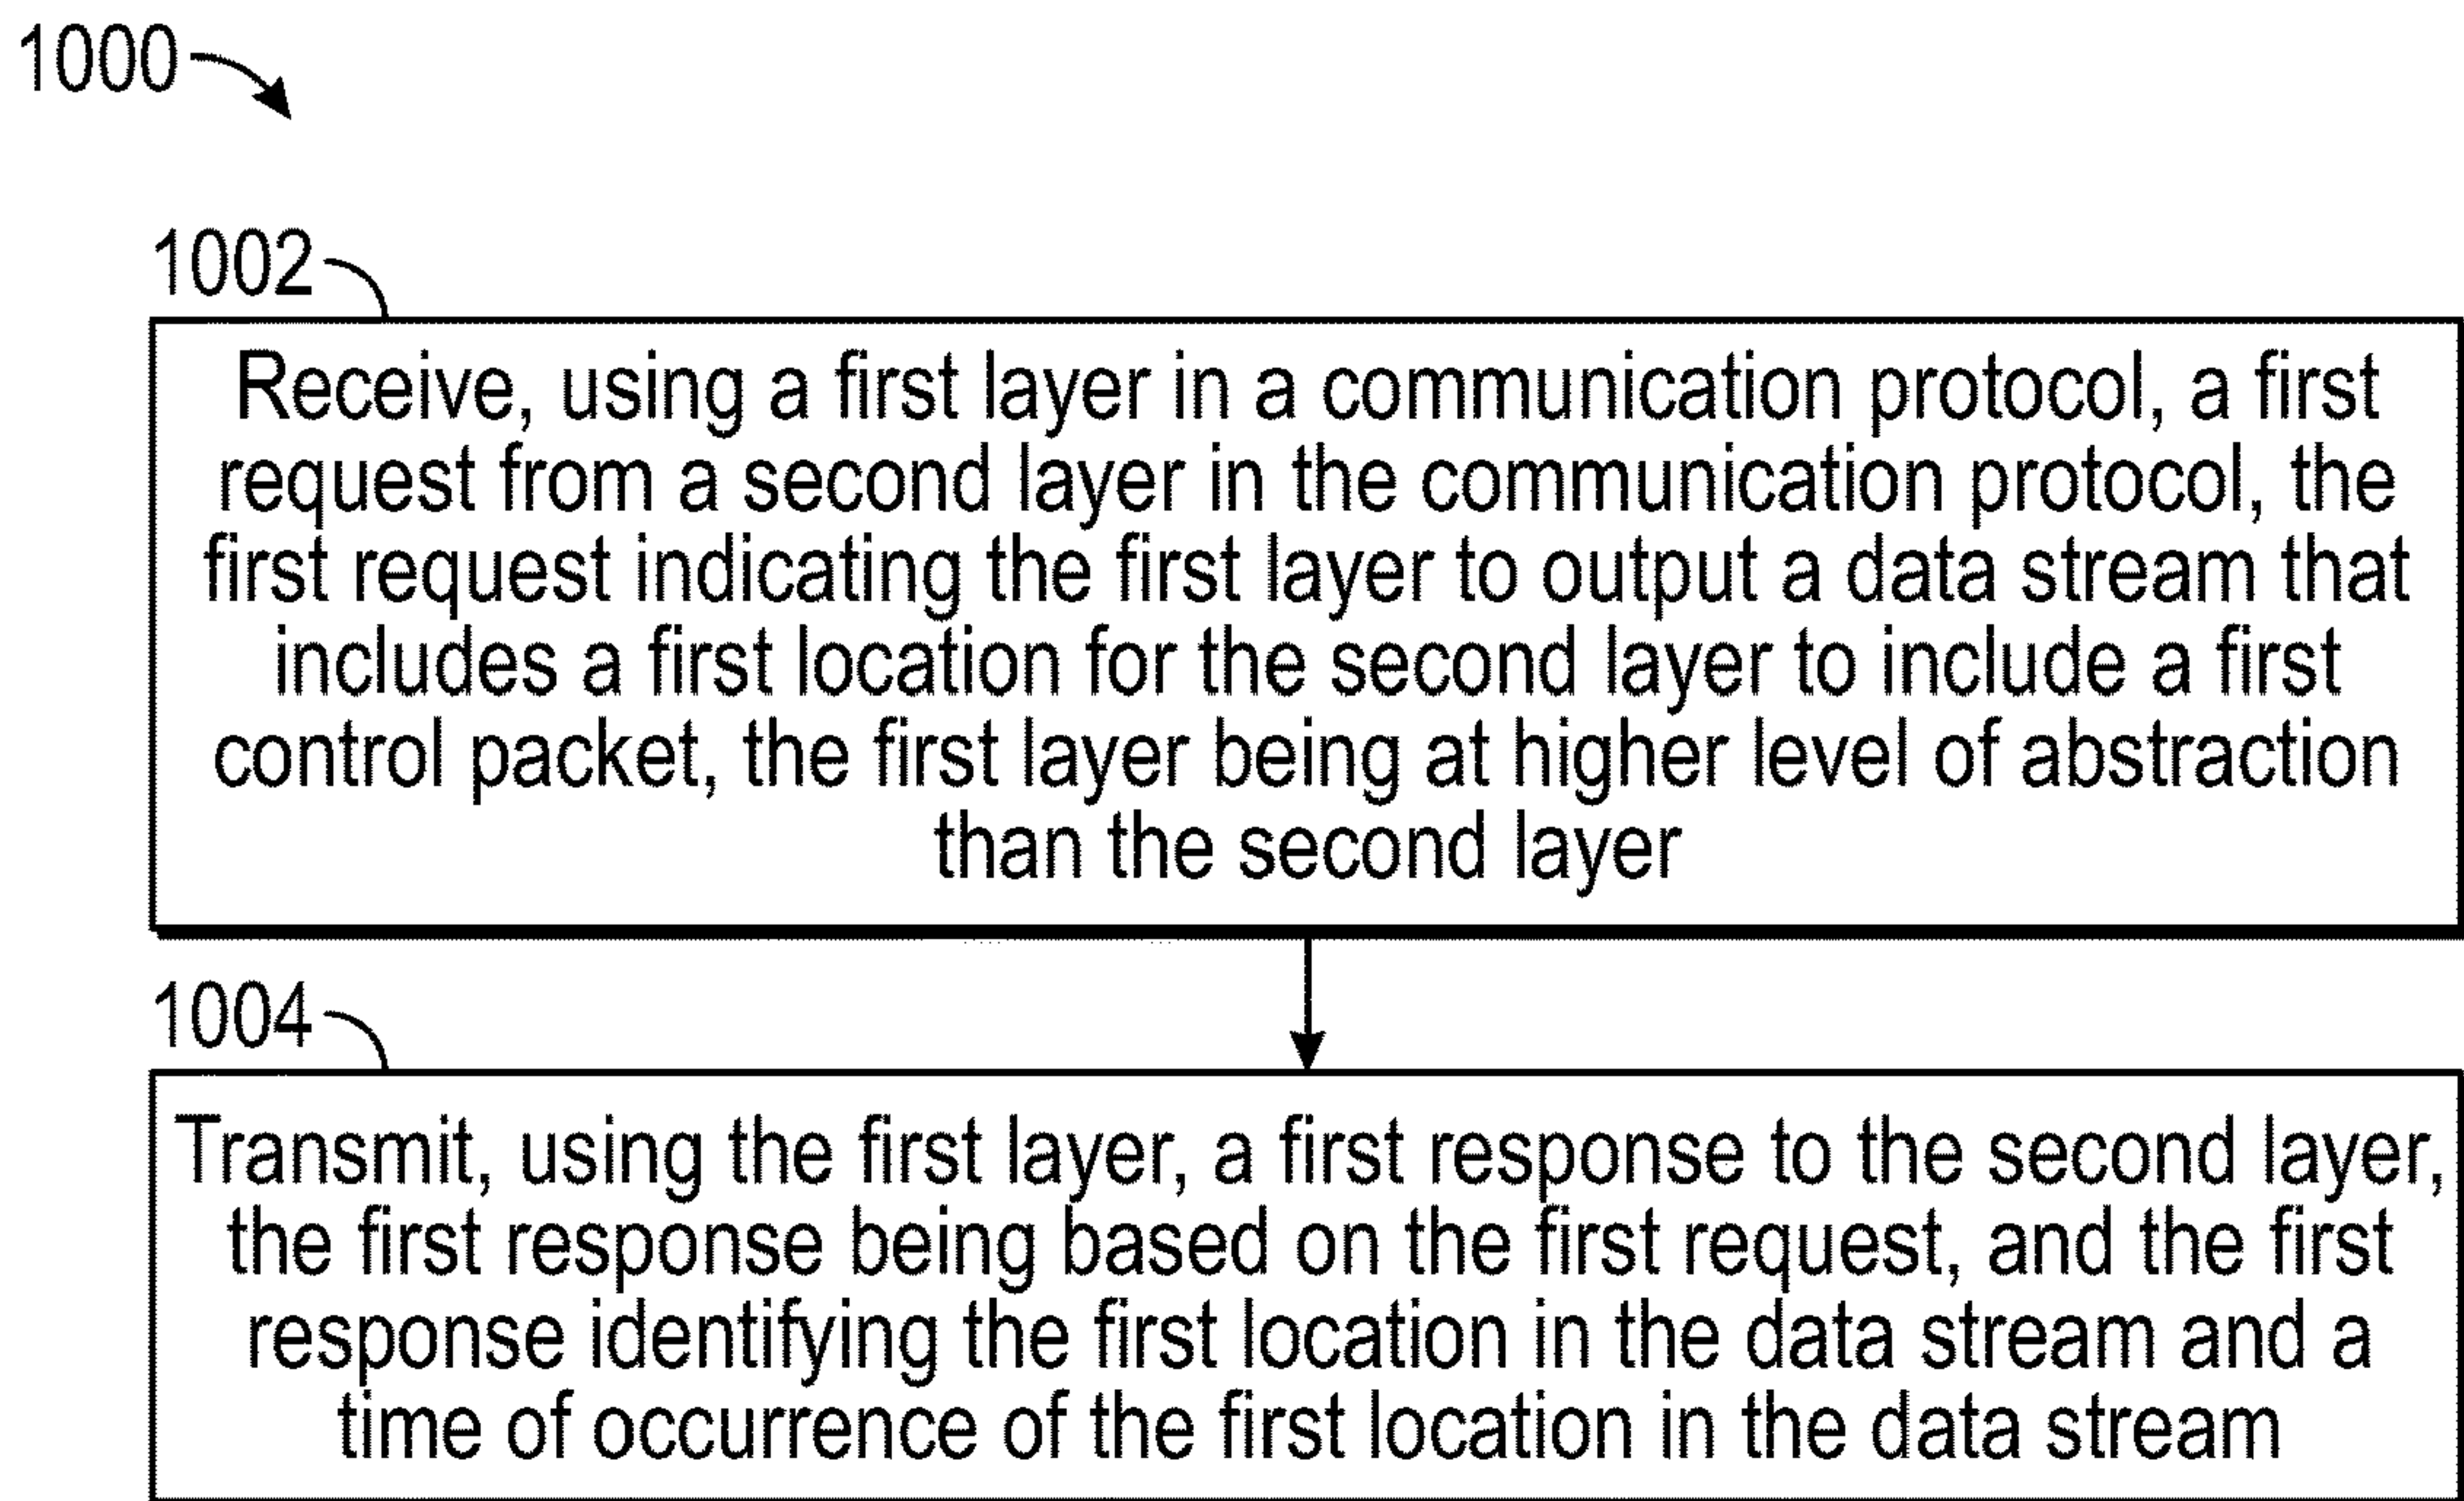 1000
1002
Receive, using a first layer in a communication protocol, a first
request from a second layer in the communication protocol, the
first request indicating the first layer to output a data stream that
includes a first location for the second layer to include a first
control packet, the first layer being at higher level of abstraction
than the second layer
1004
Transmit, using the first layer, a first response to the second layer,
the first response being based on the first request, and the first
response identifying the first location in the data stream and a
time of occurrence of the first location in the data stream